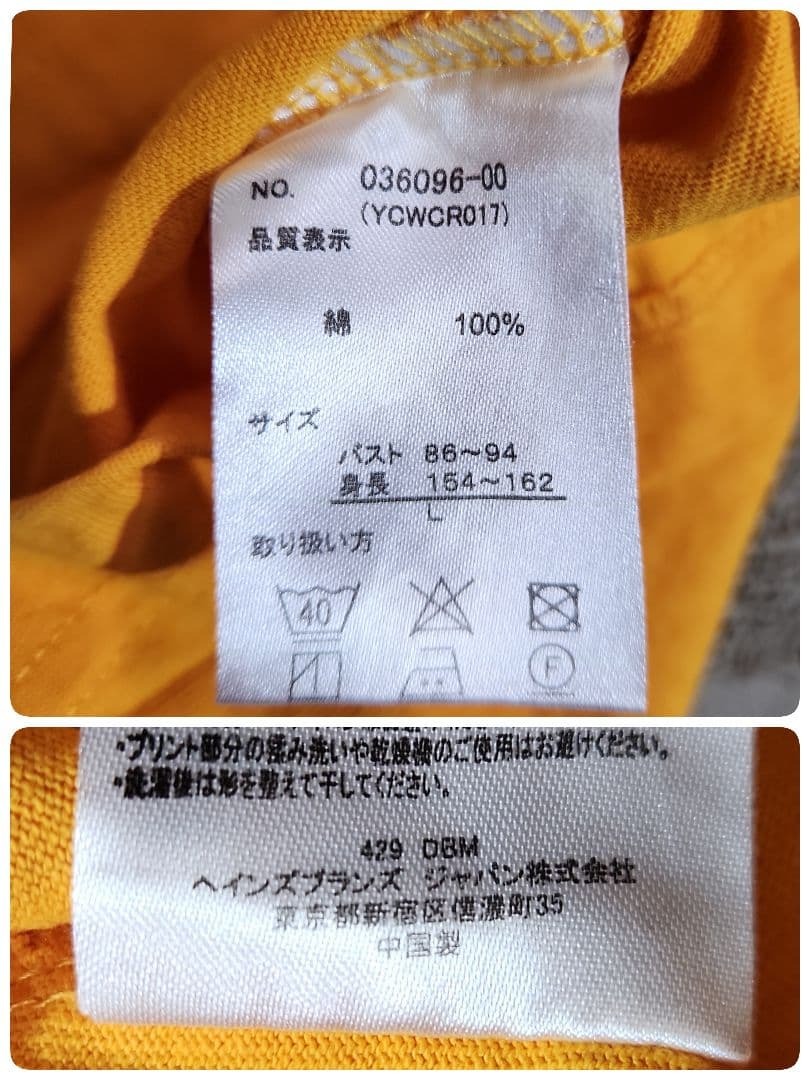 NO. 036096-00
(YCWCR017)
品質表示
綿 100%
サイズ
バスト 86～94
身長 154～162
L
取り扱い方
40
F
・プリント部分の揉み洗いや乾燥機のご使用はお避けください。
・洗濯後は形を整えて干してください。
429 DBM
ヘインズブランズ ジャパン株式会社
東京都新宿区信濃町35
中国製